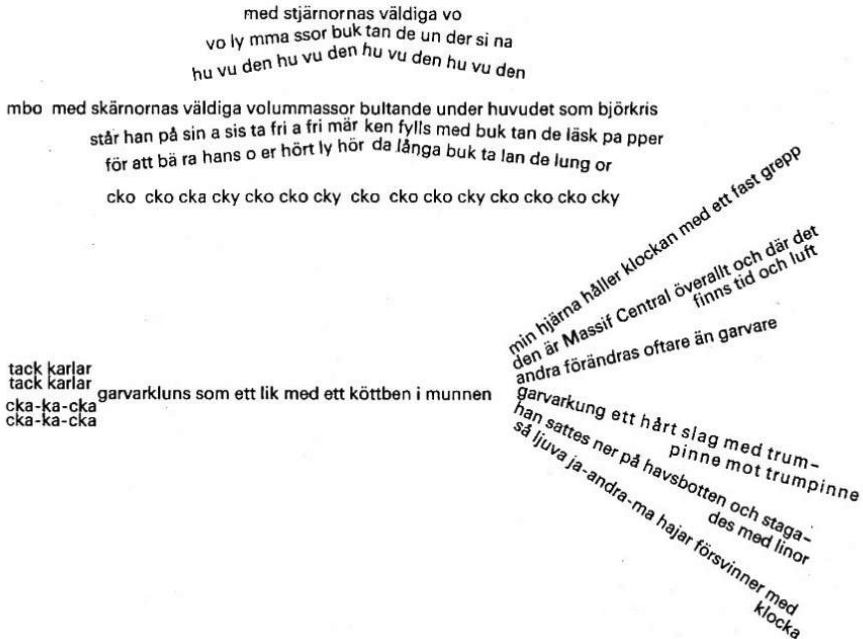 med stjärnornas väldiga vo
vo ly mma ssor buk tan de un der si na
hu vu den hu vu den hu vu den hu vu den
mbo med skärnornas väldiga volummassor bultande under huvudet som björkris
står han på sin a sis ta fri a fri mär ken fylls med buk tan de läsk pa pper
för att bä ra hans o er hört ly hör da långa buk ta lan de lung or
cko cko cka cky cko cko cky cko cko cko cky cko cko cko cky
tack karlar
tack karlar
cka-ka-cka
cka-ka-cka
garvarkluns som ett lik med ett köttben i munnen
min hjärna håller klockan med ett fast grepp
den är Massif Central överallt och där det
finns tid och luft
andra förändras oftare än garvare
garvarkung ett hårt slag med trum-
pinne mot trumpinne
han sattes ner på havsbotten och staga-
des med linor
så ljuva ja-andra-ma hajar försvinner med
klocka